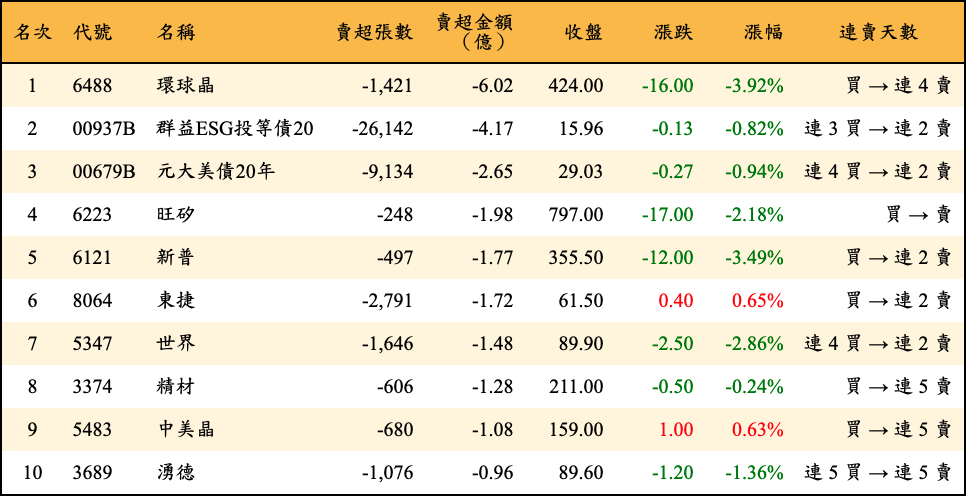 名次 代號 名稱 賣超張數 賣超金額（億） 收盤 漲跌 漲幅 連賣天數
1 6488 環球晶 -1,421 -6.02 424.00 -16.00 -3.92% 買 → 連 4 賣
2 00937B 群益ESG投等債20 -26,142 -4.17 15.96 -0.13 -0.82% 連 3 買 → 連 2 賣
3 00679B 元大美債20年 -9,134 -2.65 29.03 -0.27 -0.94% 連 4 買 → 連 2 賣
4 6223 旺矽 -248 -1.98 797.00 -17.00 -2.18% 買 → 賣
5 6121 新普 -497 -1.77 355.50 -12.00 -3.49% 買 → 連 2 賣
6 8064 東捷 -2,791 -1.72 61.50 0.40 0.65% 買 → 連 2 賣
7 5347 世界 -1,646 -1.48 89.90 -2.50 -2.86% 連 4 買 → 連 2 賣
8 3374 精材 -606 -1.28 211.00 -0.50 -0.24% 買 → 連 5 賣
9 5483 中美晶 -680 -1.08 159.00 1.00 0.63% 買 → 連 5 賣
10 3689 湧德 -1,076 -0.96 89.60 -1.20 -1.36% 連 5 買 → 連 5 賣